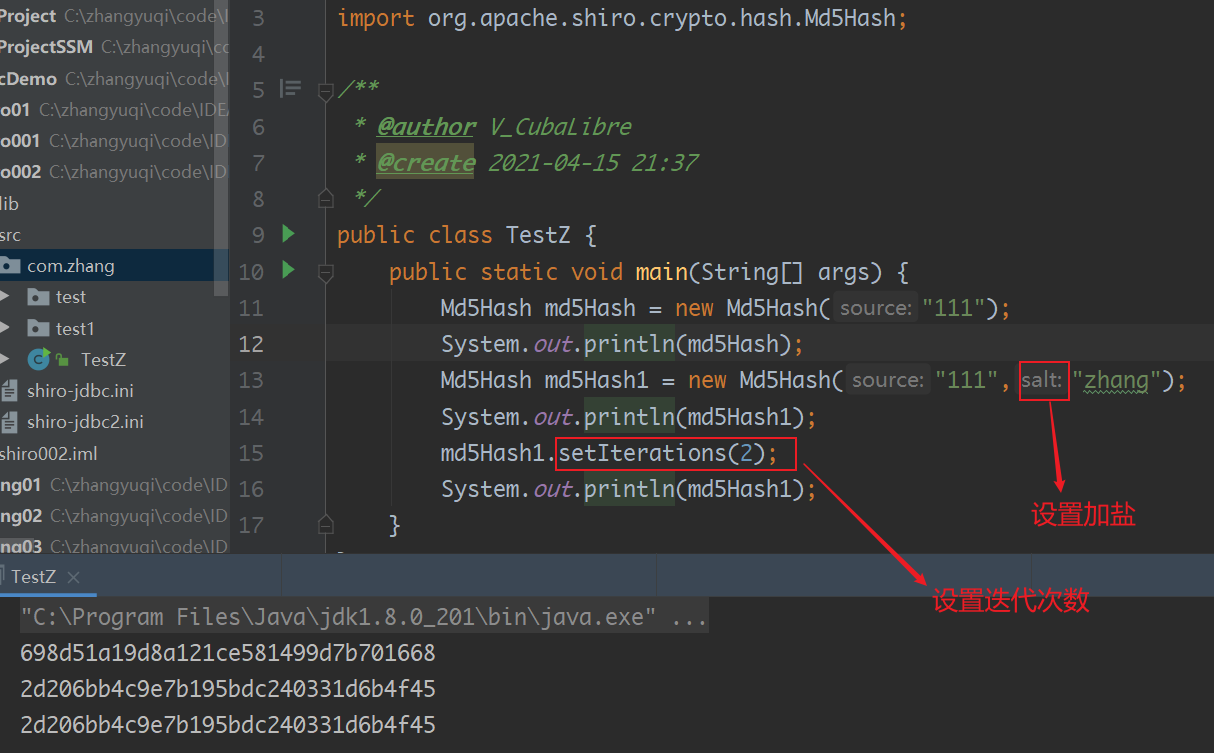 Project C:\zhangyuqi\code\I
ProjectSSM C:\zhangyuqi\co
cDemo C:\zhangyuqi\code\I
o01 C:\zhangyuqi\code\IDE
o001 C:\zhangyuqi\code\ID
o002 C:\zhangyuqi\code\ID
lib
src
com.zhang
test
test1
TestZ
shiro-jdbc.ini
shiro-jdbc2.ini
shiro002.iml
ng01 C:\zhangyuqi\code\ID
ng02 C:\zhangyuqi\code\ID
ng03 C:\zhangyuqi\code\ID
3 import org.apache.shiro.crypto.hash.Md5Hash;
4
5 /**
6 * @author V_CubaLibre
7 * @create 2021-04-15 21:37
8 */
9 public class TestZ {
10 public static void main(String[] args) {
11 Md5Hash md5Hash = new Md5Hash( source: "111");
12 System.out.println(md5Hash);
13 Md5Hash md5Hash1 = new Md5Hash( source: "111", salt: "zhang");
14 System.out.println(md5Hash1);
15 md5Hash1.setIterations(2);
16 System.out.println(md5Hash1);
17 }
设置加盐
设置迭代次数
TestZ
"C:\Program Files\Java\jdk1.8.0_201\bin\java.exe" ...
698d51a19d8a121ce581499d7b701668
2d206bb4c9e7b195bdc240331d6b4f45
2d206bb4c9e7b195bdc240331d6b4f45